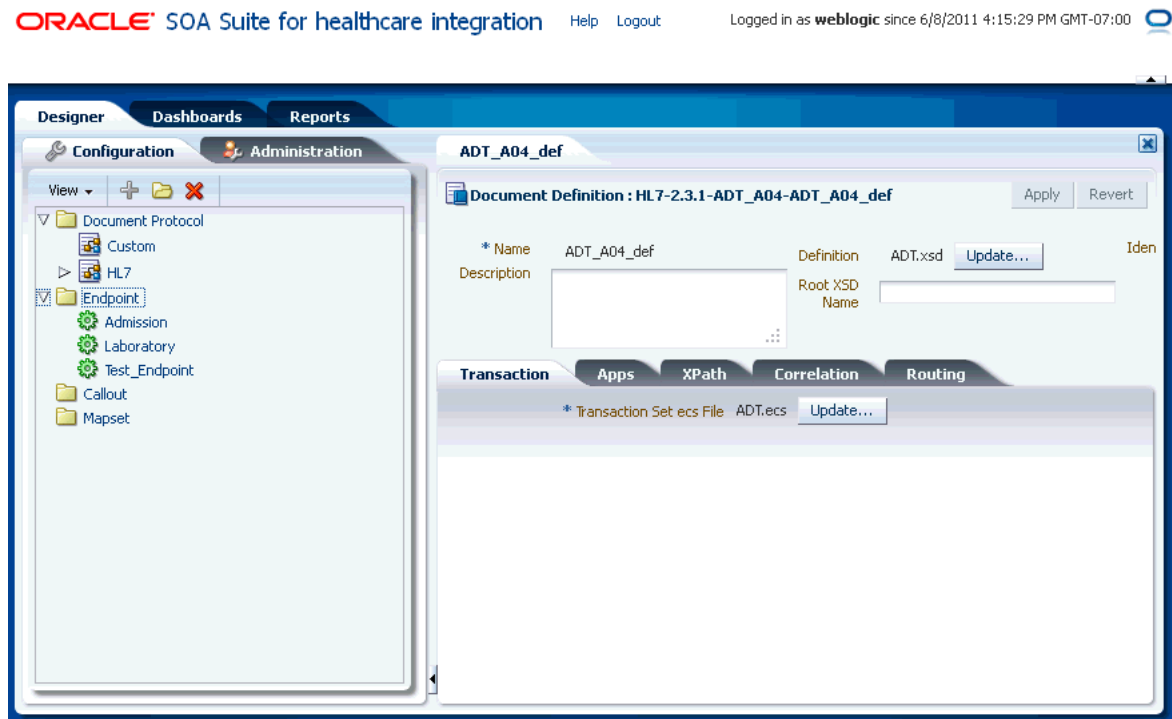 ORACLE SOA Suite for healthcare integration Help Logout Logged in as weblogic since 6/8/2011 4:15:29 PM GMT-07:00
Designer Dashboards Reports
Configuration Administration
View
Document Protocol
Custom
HL7
Endpoint
Admission
Laboratory
Test_Endpoint
Callout
Mapset
ADT_A04_def
Document Definition : HL7-2.3.1-ADT_A04-ADT_A04_def Apply Revert
* Name ADT_A04_def
Description
Definition ADT.xsd Update...
Root XSD
Name
Iden
Transaction Apps XPath Correlation Routing
* Transaction Set ecs File ADT.ecs Update...